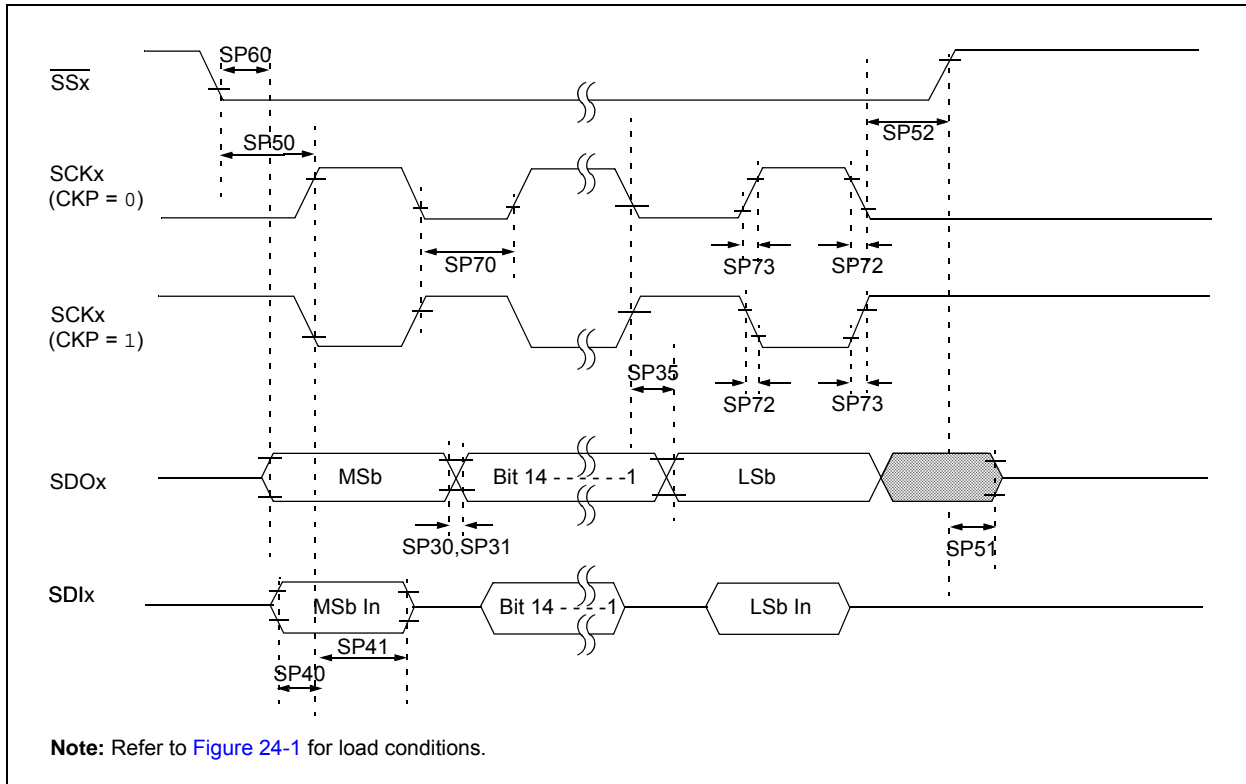 SP60
SSx
SP50
SP52
SCKx
(CKP = 0)
SP70
SP73
SP72
SCKx
(CKP = 1)
SP35
SP72
SP73
SDOx
MSb
Bit 14 - - - - - -1
LSb
SP30,SP31
SP51
SDIx
MSb In
Bit 14 - - - -1
LSb In
SP41
SP40
Note: Refer to Figure 24-1 for load conditions.